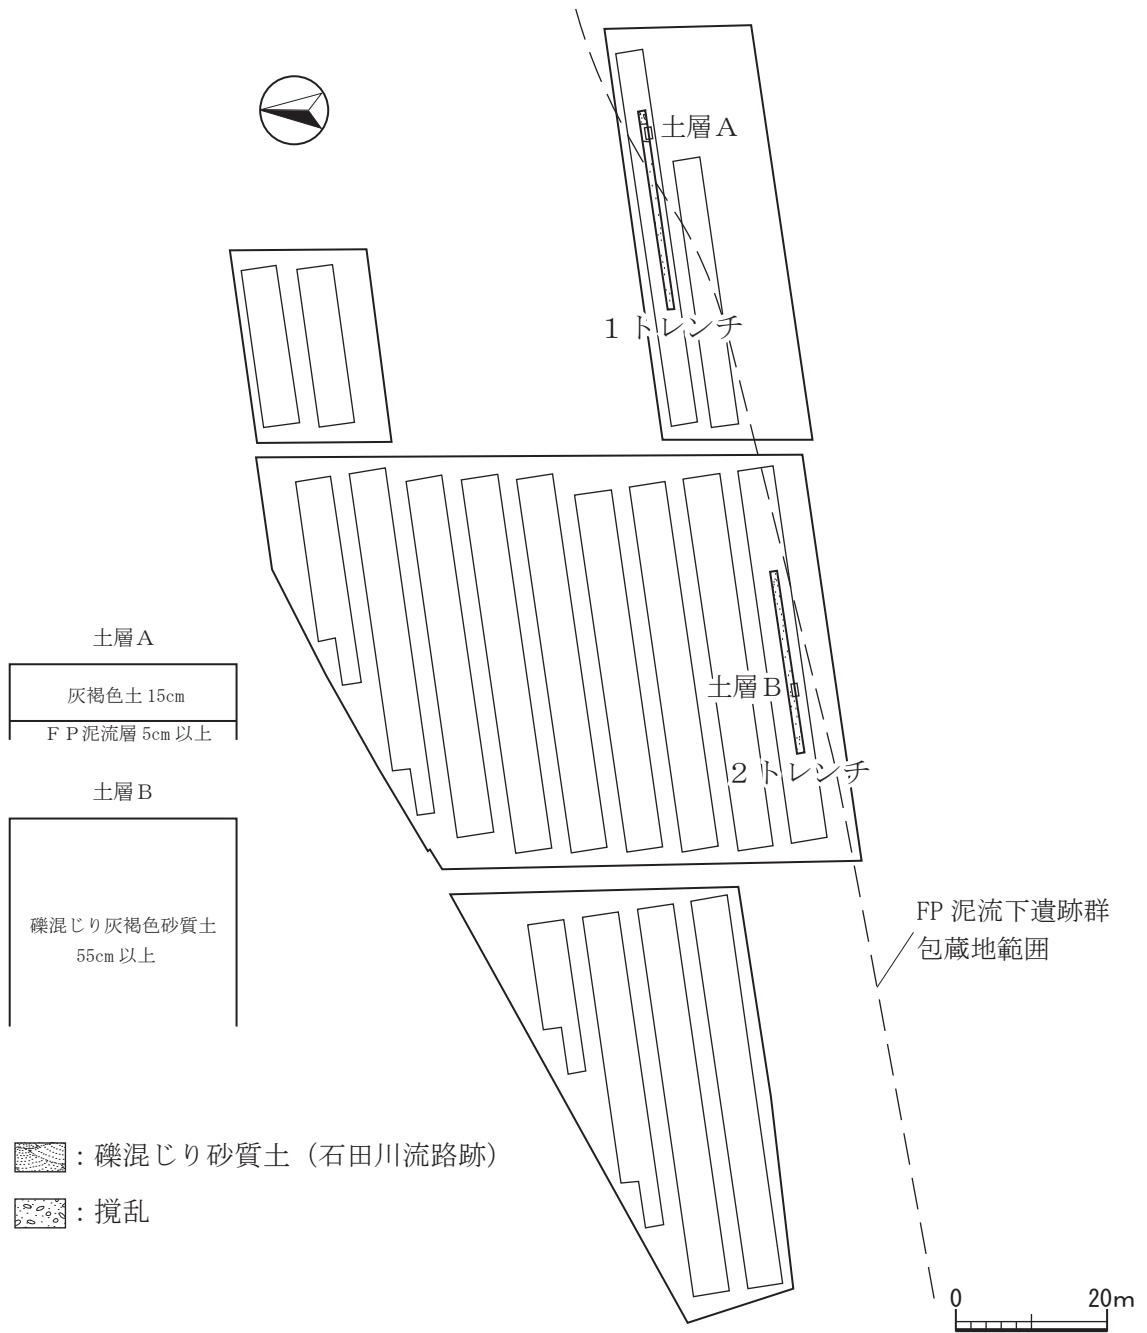 土層A
1トレンチ
土層A
灰褐色土 15cm
FP泥流層 5cm 以上
土層B
2トレンチ
土層B
礫混じり灰褐色砂質土
55cm 以上
FP 泥流下遺跡群
包蔵地範囲
：礫混じり砂質土（石田川流路跡）
：撹乱
0 20m